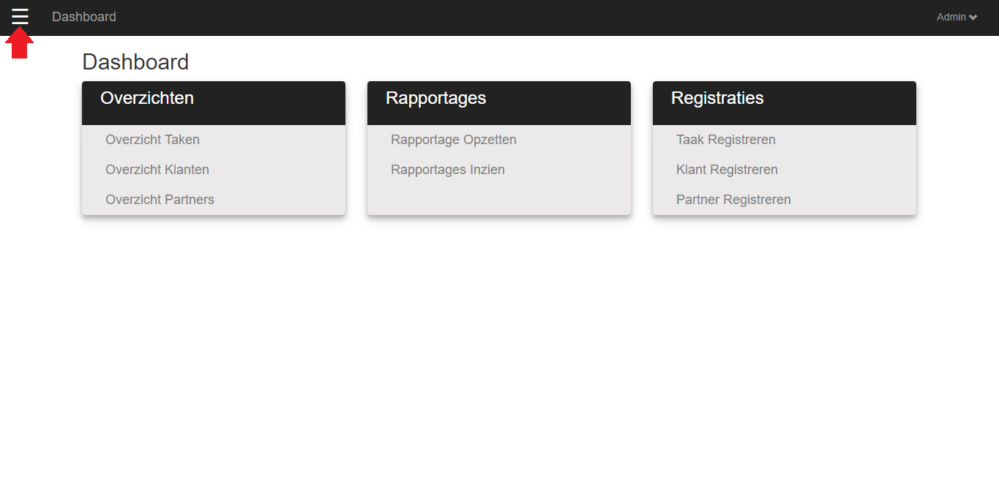 Dashboard
Admin
Dashboard
Overzichten
Overzicht Taken
Overzicht Klanten
Overzicht Partners
Rapportages
Rapportage Opzetten
Rapportages Inzien
Registraties
Taak Registreren
Klant Registreren
Partner Registreren